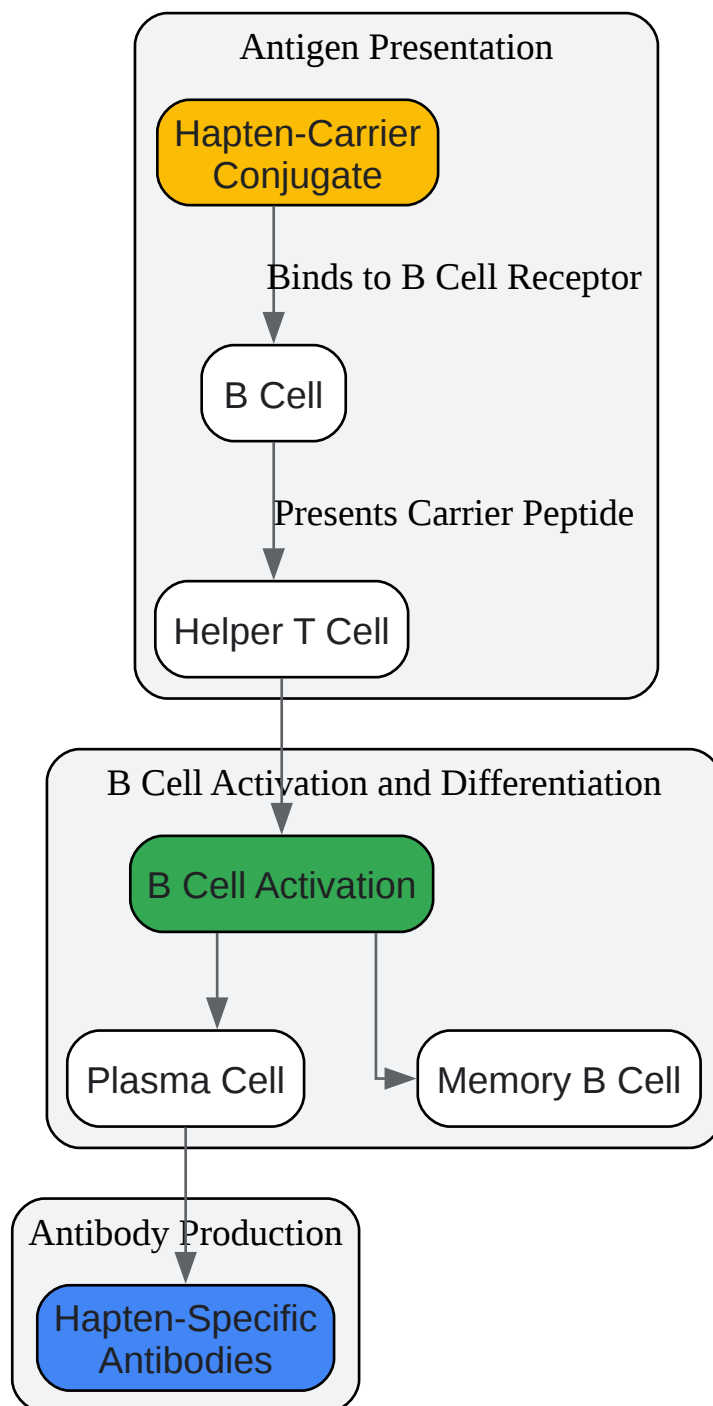 Antigen Presentation
Hapten-Carrier
Conjugate
Binds to B Cell Receptor
B Cell
Presents Carrier Peptide
Helper T Cell
B Cell Activation and Differentiation
B Cell Activation
Plasma Cell
Memory B Cell
Antibody Production
Hapten-Specific
Antibodies